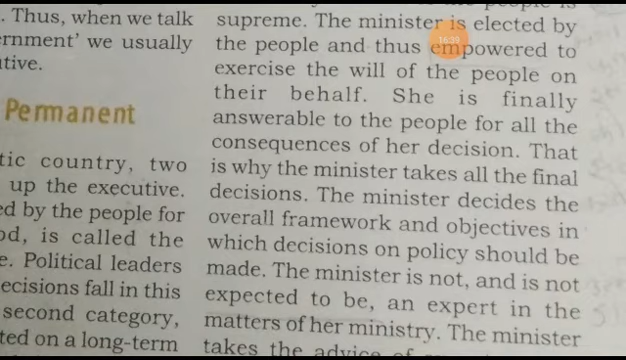 . Thus, when we talk
ernment' we usually
tive.
Permanent
tic country, two
up the executive.
ed by the people for
od, is called the
e. Political leaders
ecisions fall in this
second category,
ted on a long-term
people is
supreme. The minister is elected by
the people and thus empowered to
exercise the will of the people on
their behalf. She is finally
answerable to the people for all the
consequences of her decision. That
is why the minister takes all the final
decisions. The minister decides the
overall framework and objectives in
which decisions on policy should be
made. The minister is not, and is not
expected to be, an expert in the
matters of her ministry. The minister
takes the advice of
16:39